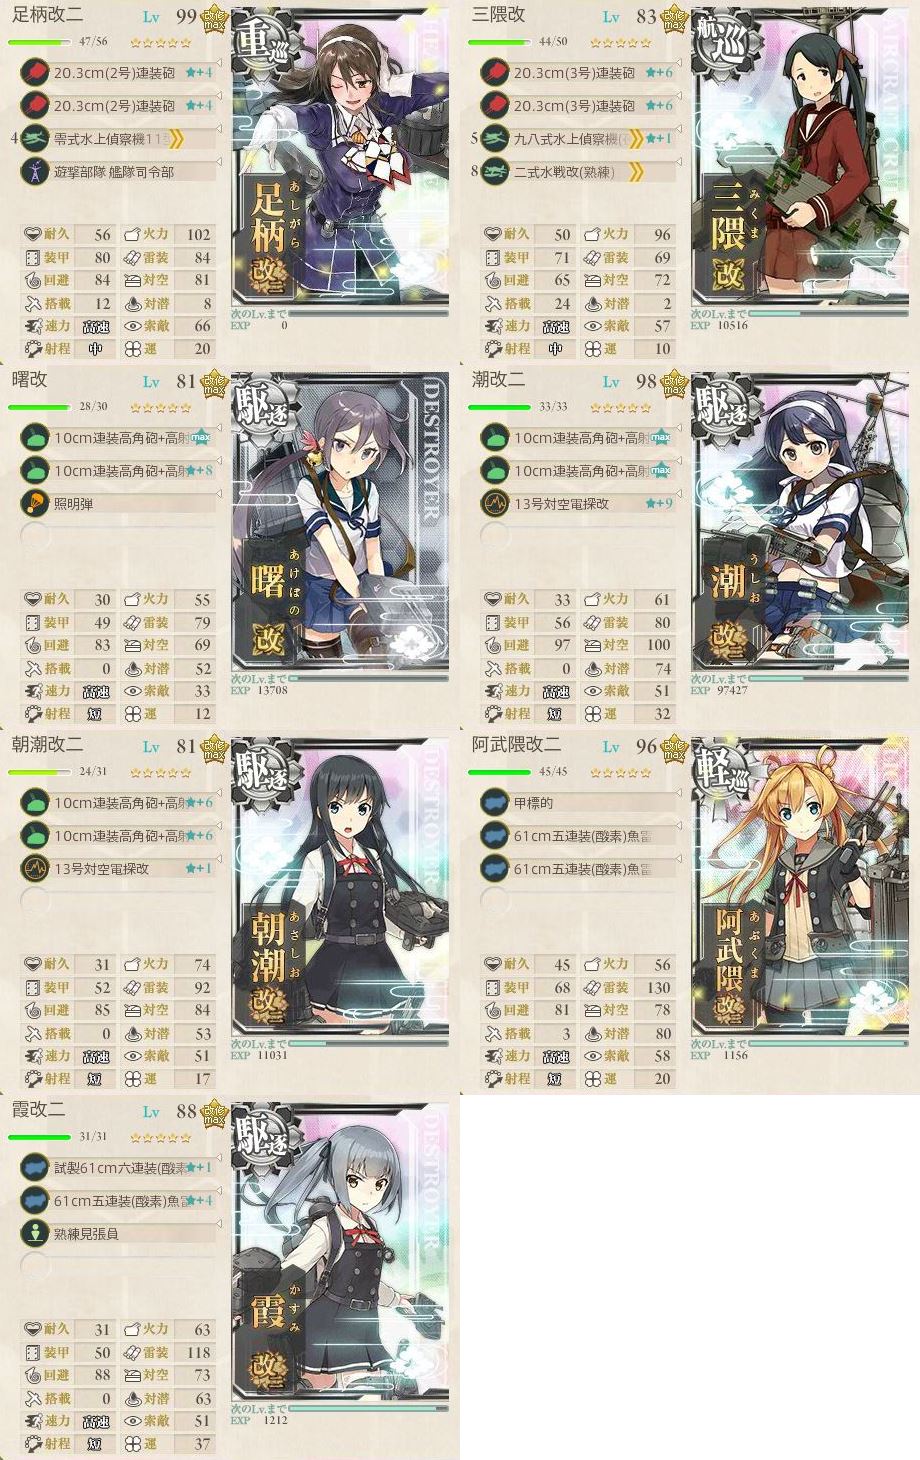 足柄改二 Lv 99
47/56
20.3cm(2号)連装砲 ★+4
20.3cm(2号)連装砲 ★+4
4 零式水上偵察機11
遊撃部隊 艦隊司令部
耐久 56 火力 102
装甲 80 雷装 84
回避 84 対空 81
搭載 12 対潜 8
速力 高速 索敵 66
射程 中 運 20
重巡
足柄改二
あしがら
次のLv.まで
EXP 0
三隈改 Lv 83
44/50
20.3cm(3号)連装砲 ★+6
20.3cm(3号)連装砲 ★+6
5 九八式水上偵察機( ★+1
8 二式水戦改(熟練)
耐久 50 火力 96
装甲 71 雷装 69
回避 65 対空 72
搭載 24 対潜 2
速力 高速 索敵 57
射程 中 運 10
航巡
三隈改
みくま
次のLv.まで
EXP 10516
曙改 Lv 81
28/30
10cm連装高角砲+高射 max
10cm連装高角砲+高射 ★+8
照明弾
耐久 30 火力 55
装甲 49 雷装 79
回避 83 対空 69
搭載 0 対潜 52
速力 高速 索敵 33
射程 短 運 12
駆逐
DESTROYER
曙改
あけぼの
次のLv.まで
EXP 13708
潮改二 Lv 98
33/33
10cm連装高角砲+高射 max
10cm連装高角砲+高射 max
13号対空電探改 ★+9
耐久 33 火力 61
装甲 56 雷装 80
回避 97 対空 100
搭載 0 対潜 74
速力 高速 索敵 51
射程 短 運 32
駆逐
潮改二
うしお
次のLv.まで
EXP 97427
朝潮改二 Lv 81
24/31
10cm連装高角砲+高射 ★+6
10cm連装高角砲+高射 ★+6
13号対空電探改 ★+1
耐久 31 火力 74
装甲 52 雷装 92
回避 85 対空 84
搭載 0 対潜 53
速力 高速 索敵 51
射程 短 運 17
駆逐
DESTROYER
朝潮改二
あさしお
次のLv.まで
EXP 11031
阿武隈改二 Lv 96
45/45
甲標的
61cm五連装(酸素)魚雷
61cm五連装(酸素)魚雷
耐久 45 火力 56
装甲 68 雷装 130
回避 81 対空 78
搭載 3 対潜 80
速力 高速 索敵 58
射程 短 運 20
軽巡
阿武隈改二
あぶくま
次のLv.まで
EXP 1156
霞改二 Lv 88
31/31
試製61cm六連装(酸素 ★+1
61cm五連装(酸素)魚雷 ★+4
熟練見張員
耐久 31 火力 63
装甲 50 雷装 118
回避 88 対空 73
搭載 0 対潜 63
速力 高速 索敵 51
射程 短 運 37
駆逐
DESTROYER
霞改二
かすみ
次のLv.まで
EXP 1212